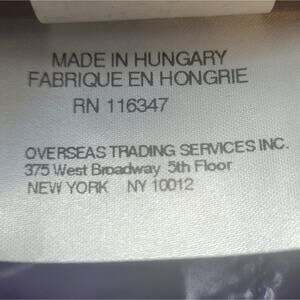 MADE IN HUNGARY
FABRIQUE EN HONGRIE
RN 116347
OVERSEAS TRADING SERVICES INC.
375 West Broadway 5th Floor
NEW YORK NY 10012